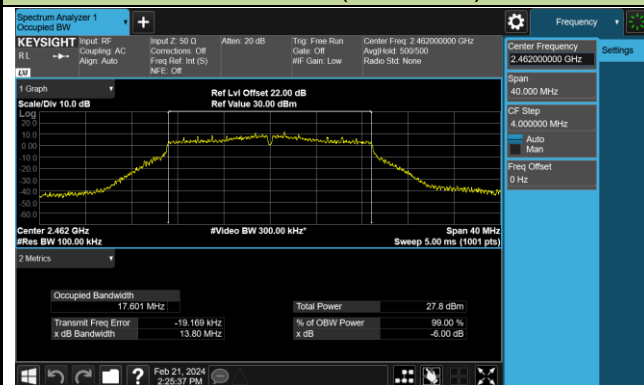 Spectrum Analyzer 1
Occupied BW
+
Frequency
KEYSIGHT
RL
LXI
Input: RF
Coupling: AC
Align: Auto
Input Z: 50 Ω
Corrections: Off
Freq Ref: Int (S)
NFE: Off
Atten: 20 dB
Trig: Free Run
Gate: Off
#IF Gain: Low
Center Freq: 2.462000000 GHz
Avg|Hold: 500/500
Radio Std: None
Center Frequency
2.462000000 GHz
Settings
Span
40.000 MHz
CF Step
4.000000 MHz
Auto
Man
Freq Offset
0 Hz
1 Graph
Scale/Div 10.0 dB
Ref Lvl Offset 22.00 dB
Ref Value 30.00 dBm
Log
20.0
10.0
0.00
-10.0
-20.0
-30.0
-40.0
-50.0
-60.0
Center 2.462 GHz
#Res BW 100.00 kHz
#Video BW 300.00 kHz*
Span 40 MHz
Sweep 5.00 ms (1001 pts)
2 Metrics
Occupied Bandwidth
17.601 MHz
Total Power 27.8 dBm
Transmit Freq Error -19.169 kHz
% of OBW Power 99.00 %
x dB Bandwidth 13.80 MHz
x dB -6.00 dB
?
Feb 21, 2024
2:25:37 PM